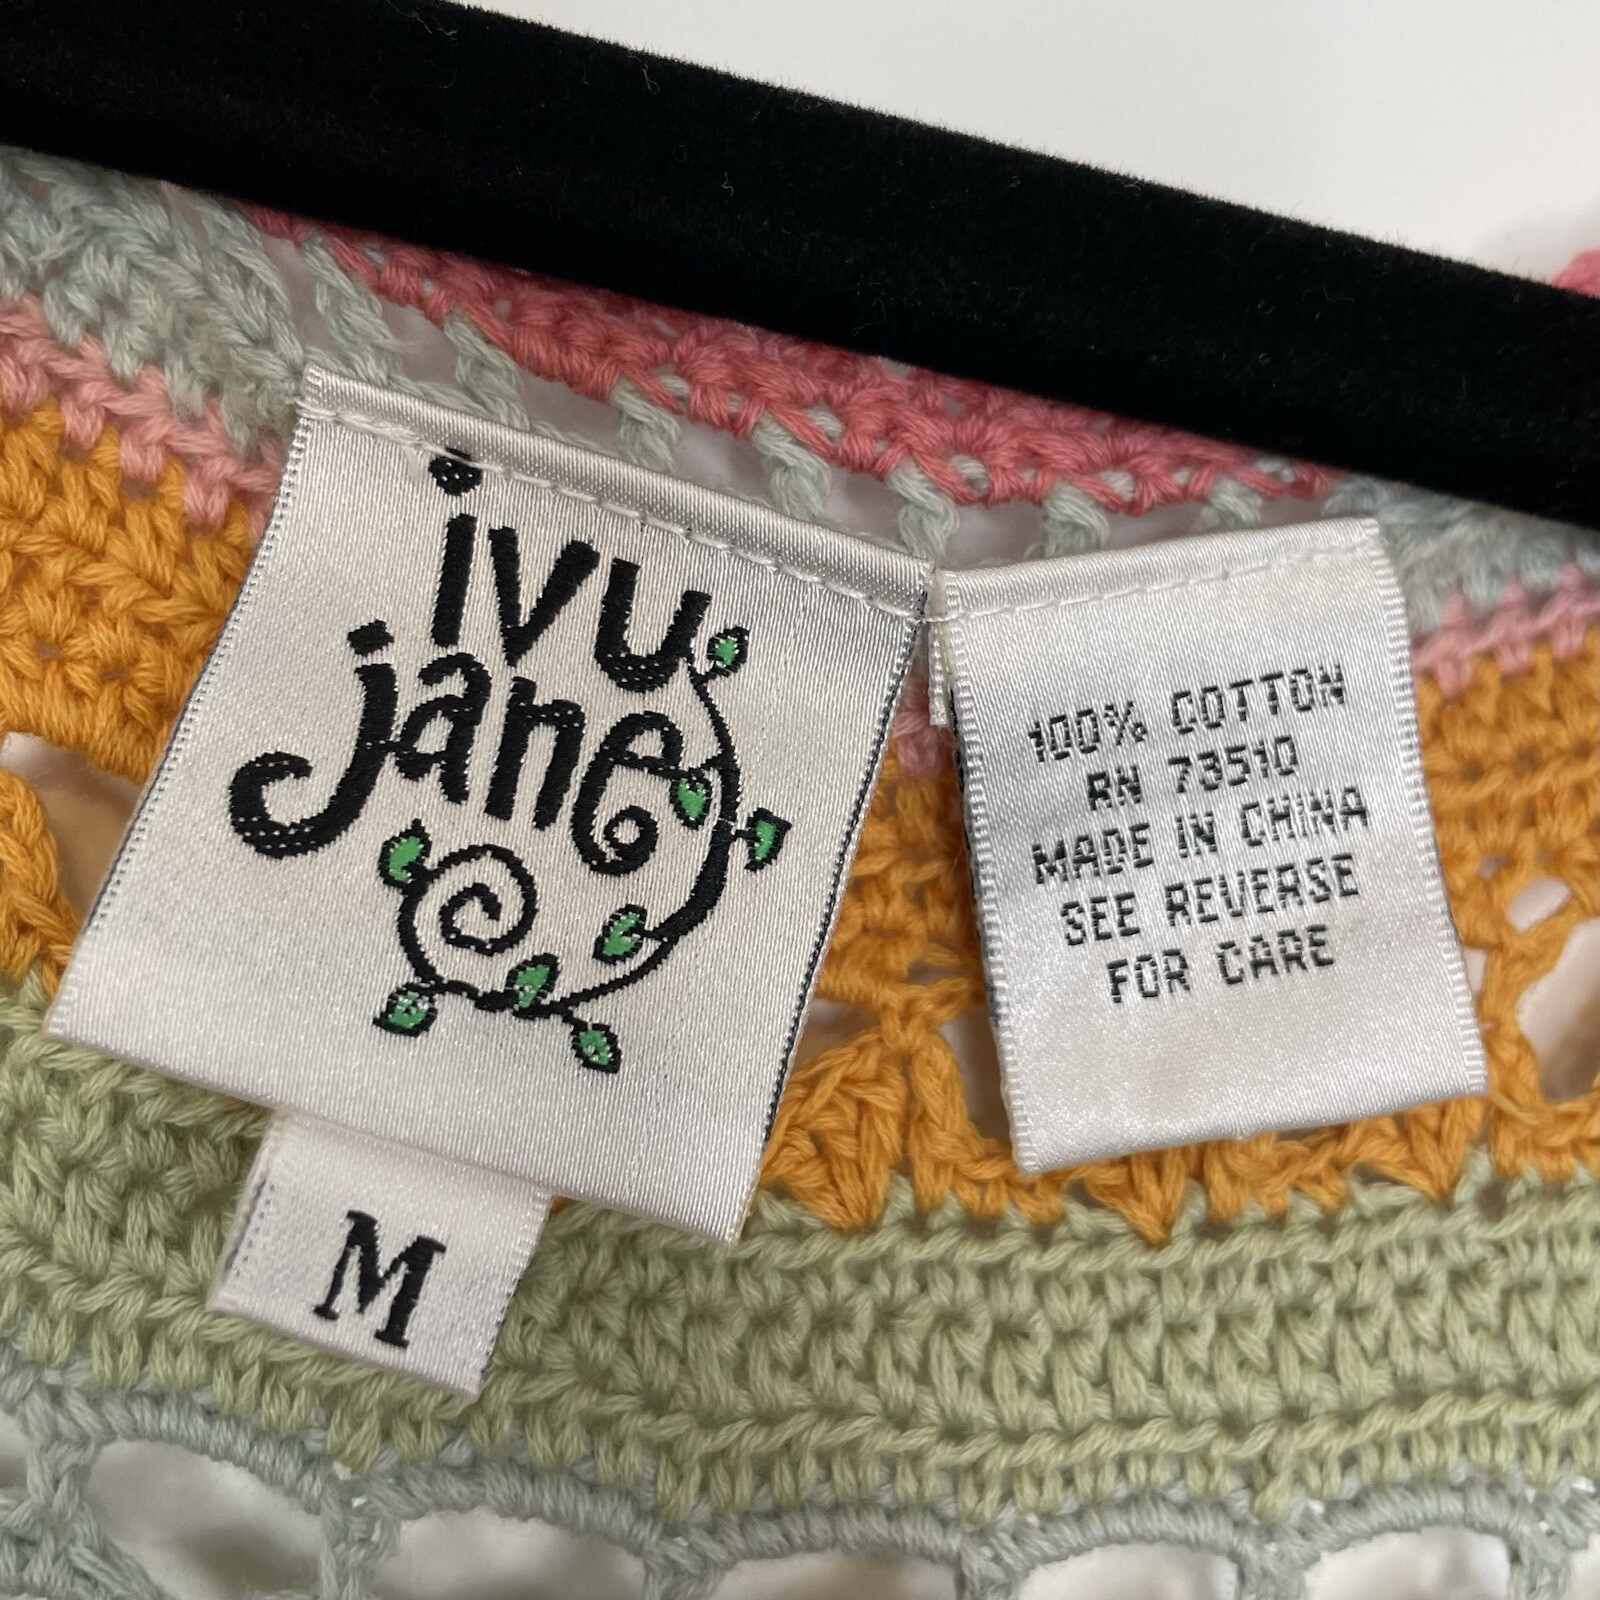 ivy
jane
M
100% COTTON
RN 73510
MADE IN CHINA
SEE REVERSE
FOR CARE